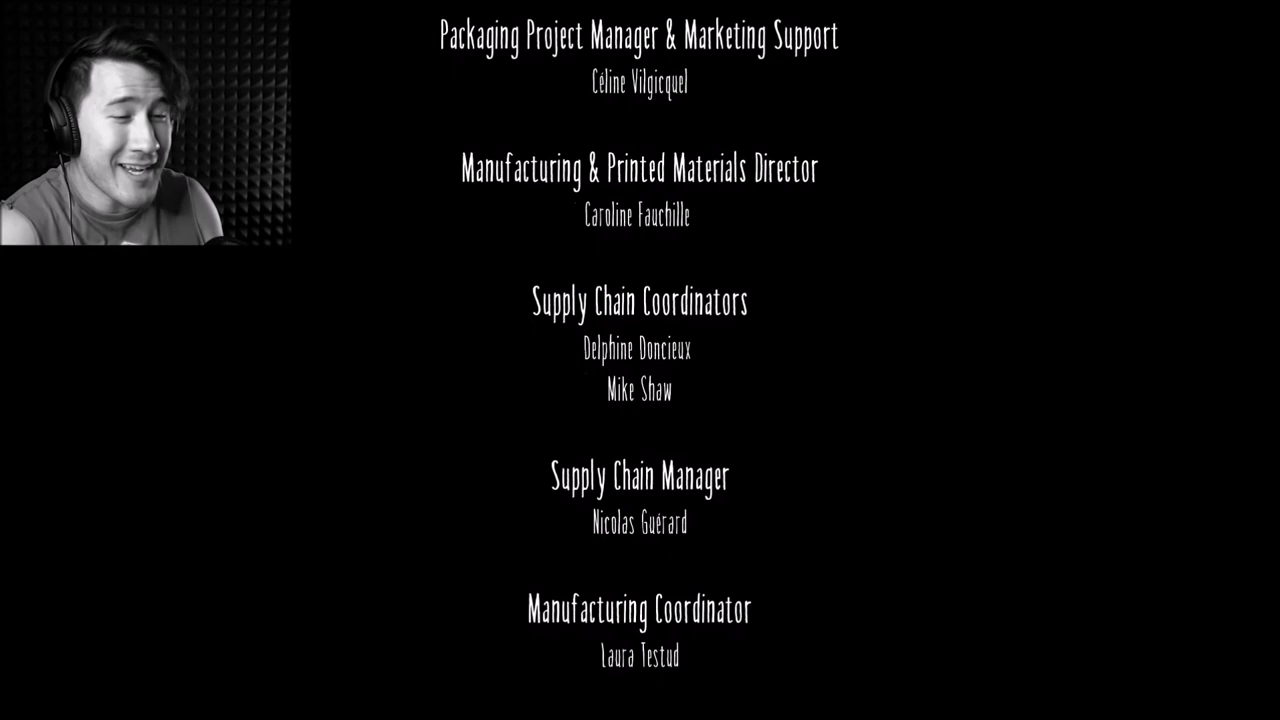 Packaging Project Manager & Marketing Support
Céline Vilgicquel
Manufacturing & Printed Materials Director
Caroline Fauchille
Supply Chain Coordinators
Delphine Doncieux
Mike Shaw
Supply Chain Manager
Nicolas Guérard
Manufacturing Coordinator
Laura Testud